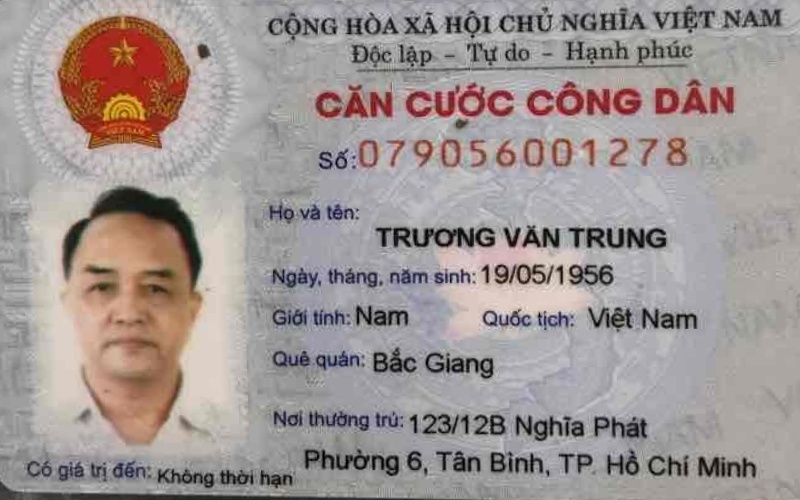 CỘNG HÒA XÃ HỘI CHỦ NGHĨA VIỆT NAM
Độc lập - Tự do - Hạnh phúc
CĂN CƯỚC CÔNG DÂN
Số: 079056001278
Họ và tên:
TRƯƠNG VĂN TRUNG
Ngày, tháng, năm sinh: 19/05/1956
Giới tính: Nam Quốc tịch: Việt Nam
Quê quán: Bắc Giang
Nơi thường trú: 123/12B Nghĩa Phát
Phường 6, Tân Bình, TP. Hồ Chí Minh
Có giá trị đến: Không thời hạn